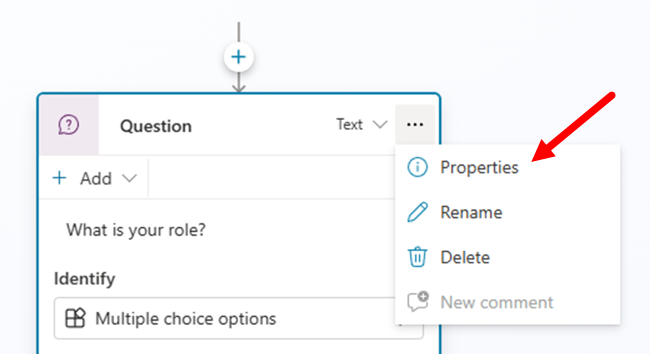 Question
Text
...
Properties
Add
Rename
What is your role?
Delete
Identify
New comment
Multiple choice options